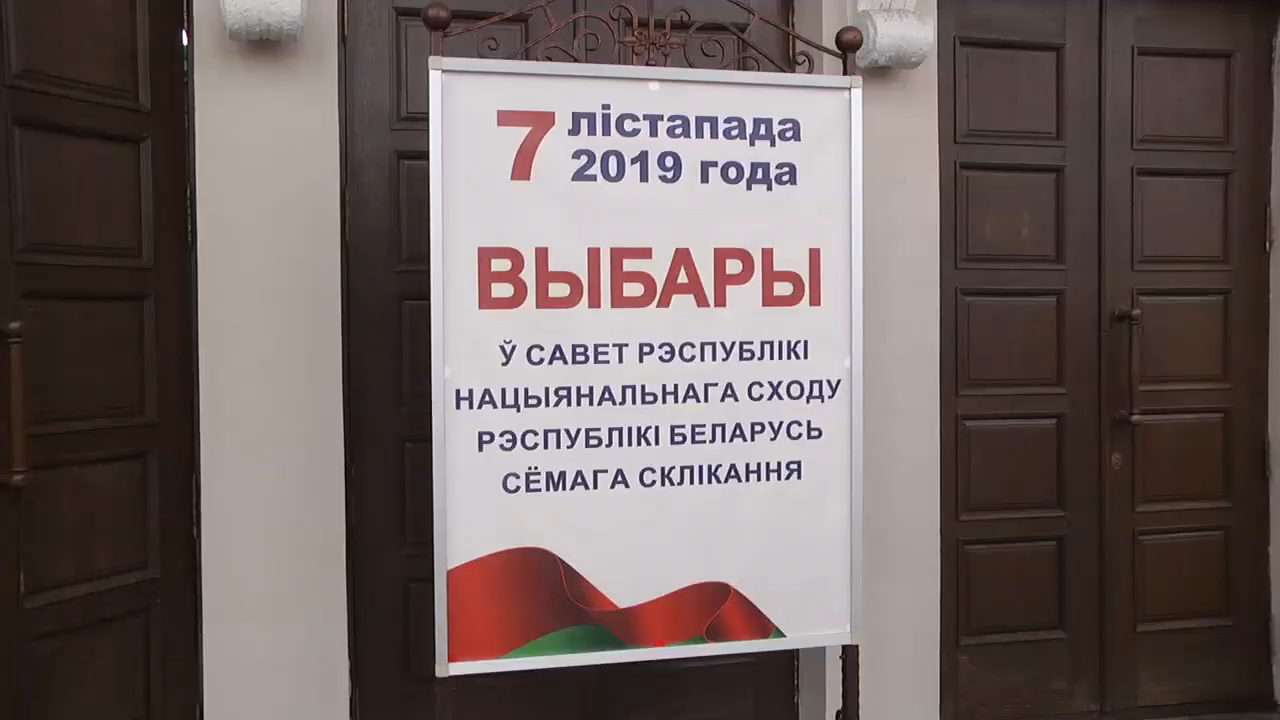 7 лістапада
2019 года
ВЫБАРЫ
Ў САВЕТ РЭСПУБЛІКІ
НАЦЫЯНАЛЬНАГА СХОДУ
РЭСПУБЛІКІ БЕЛАРУСЬ
СЁМАГА СКЛІКАННЯ